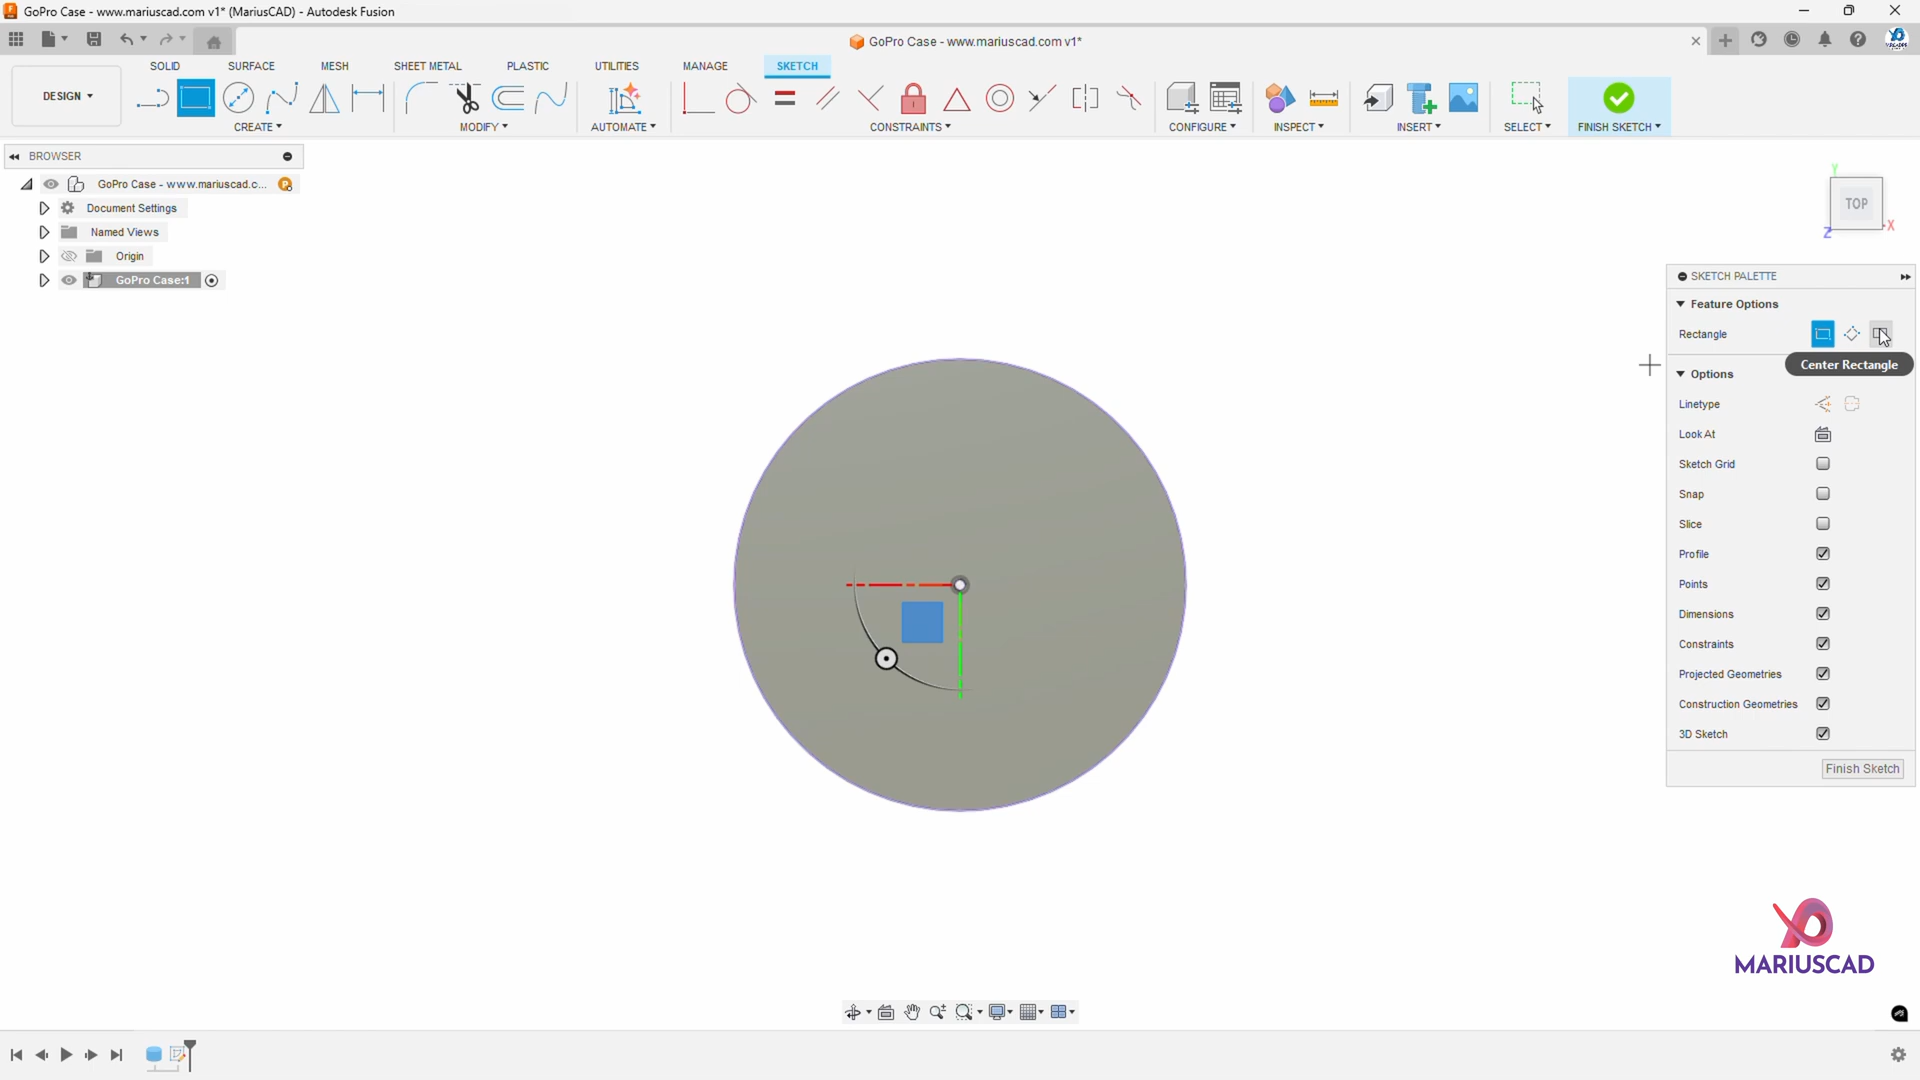 GoPro Case - www.mariuscad.com v1* (MariusCAD) - Autodesk Fusion
GoPro Case - www.mariuscad.com v1*
DESIGN
SOLID
SURFACE
MESH
SHEET METAL
PLASTIC
UTILITIES
MANAGE
SKETCH
CREATE
MODIFY
AUTOMATE
CONSTRAINTS
CONFIGURE
INSPECT
INSERT
SELECT
FINISH SKETCH
BROWSER
GoPro Case - www.mariuscad.c...
Document Settings
Named Views
Origin
GoPro Case:1
Y
TOP
X
Z
SKETCH PALETTE
Feature Options
Rectangle
Center Rectangle
Options
Linetype
Look At
Sketch Grid
Snap
Slice
Profile
Points
Dimensions
Constraints
Projected Geometries
Construction Geometries
3D Sketch
Finish Sketch
MARIUSCAD